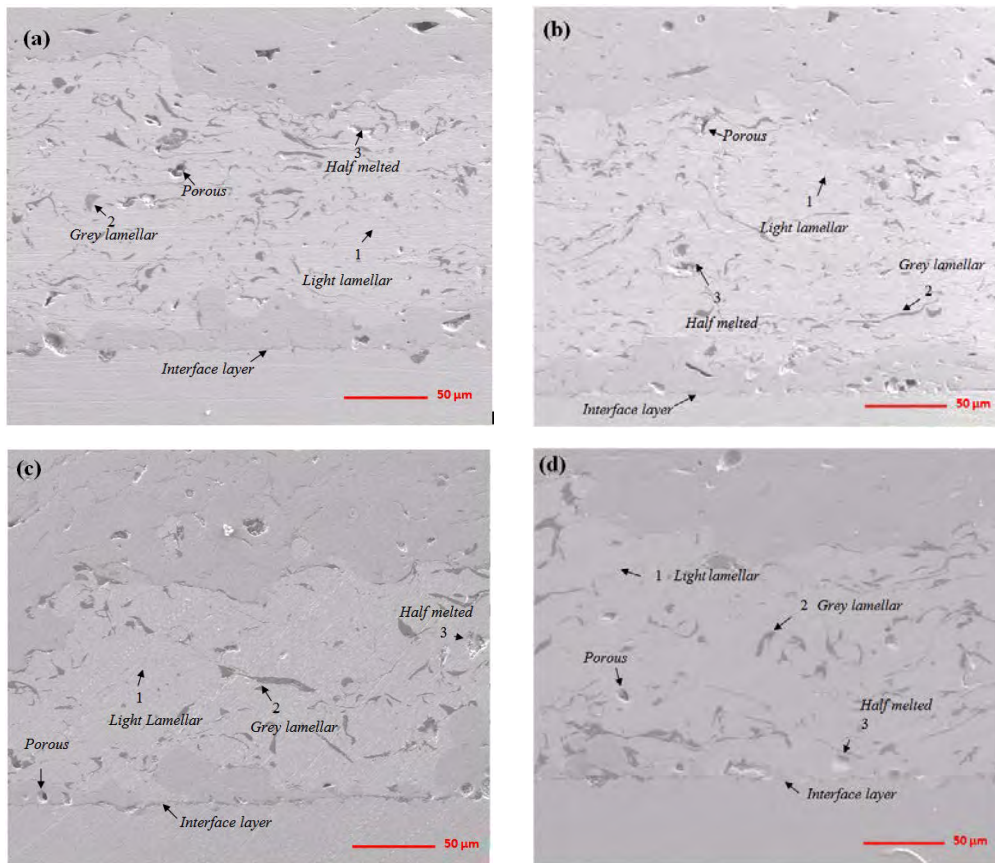 (a)
3
Half melted
Porous
2
Grey lamellar
1
Light lamellar
Interface layer
50 µm
(b)
Porous
1
Light lamellar
Grey lamellar
2
3
Half melted
Interface layer
50 µm
(c)
Half melted
3
1
Light Lamellar
2
Grey lamellar
Porous
Interface layer
50 µm
(d)
1 Light lamellar
2 Grey lamellar
Porous
Half melted
3
Interface layer
50 µm